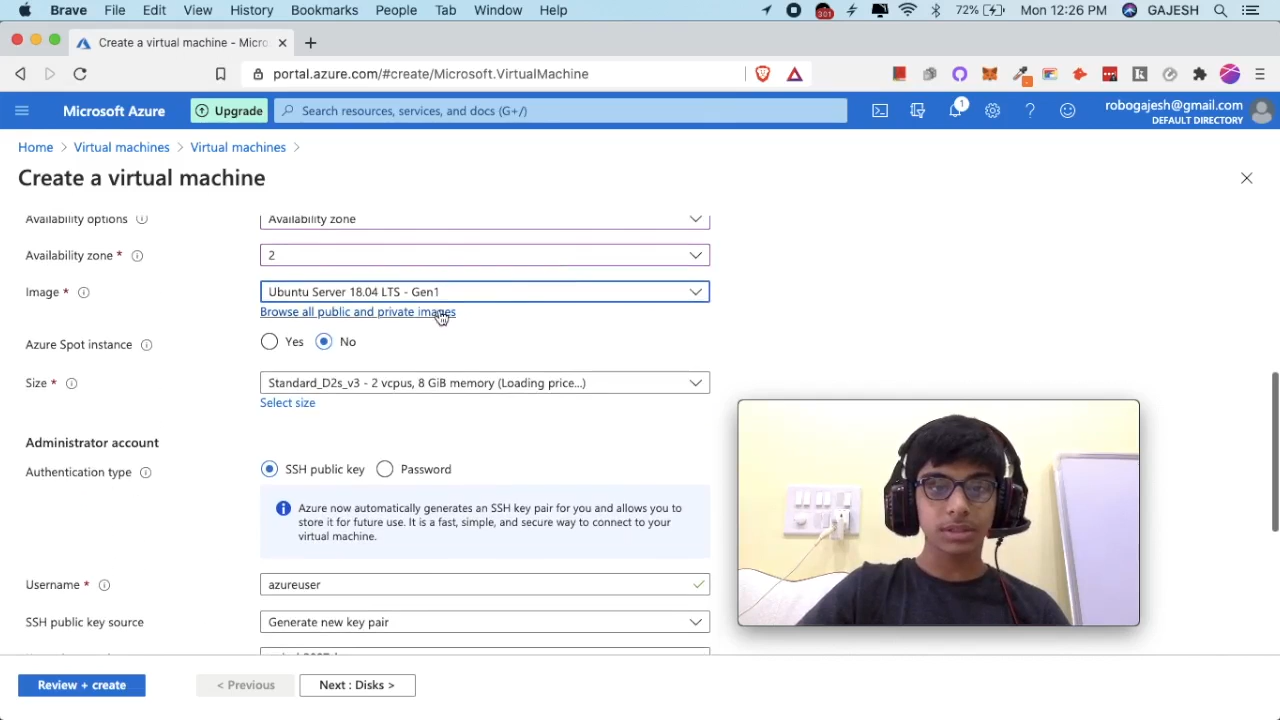 Brave File Edit View History Bookmarks People Tab Window Help 301 72% Mon 12:26 PM GAJESH
Create a virtual machine - Micro
portal.azure.com/#create/Microsoft.VirtualMachine
Microsoft Azure Upgrade Search resources, services, and docs (G+/) 1 robogajesh@gmail.com
DEFAULT DIRECTORY
Home > Virtual machines > Virtual machines >
Create a virtual machine
Availability options Availability zone
Availability zone * 2
Image * Ubuntu Server 18.04 LTS - Gen1
Browse all public and private images
Azure Spot instance Yes No
Size * Standard_D2s_v3 - 2 vcpus, 8 GiB memory (Loading price...)
Select size
Administrator account
Authentication type SSH public key Password
Azure now automatically generates an SSH key pair for you and allows you to
store it for future use. It is a fast, simple, and secure way to connect to your
virtual machine.
Username * azureuser
SSH public key source Generate new key pair
Review + create < Previous Next : Disks >